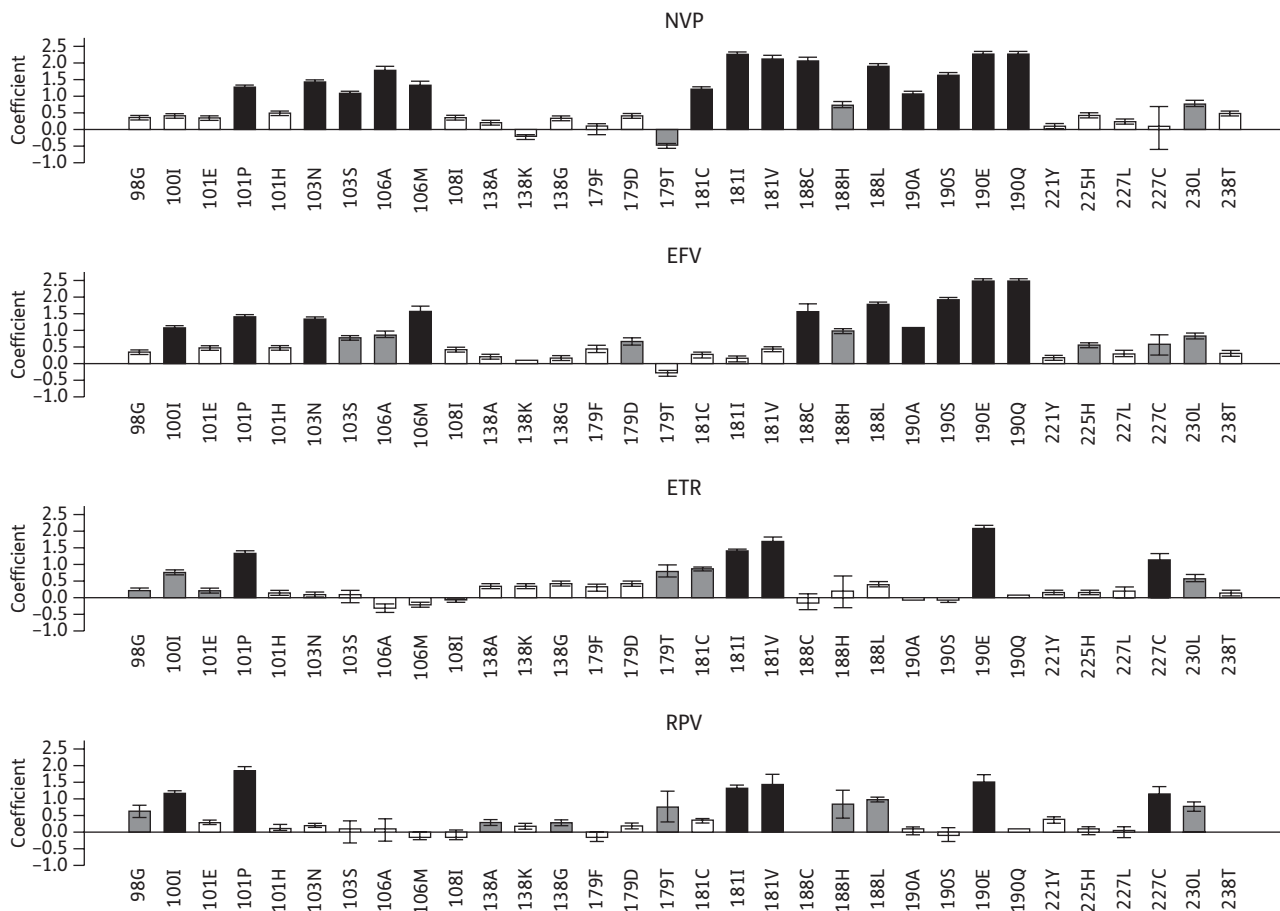 NVP
Coefficient
2.5
2.0
1.5
1.0
0.5
0.0
−0.5
−1.0
98G 100I 101E 101P 101H 103N 103S 106A 106M 108I 138A 138K 138G 179F 179D 179T 181C 181I 181V 188C 188H 188L 190A 190S 190E 190Q 221Y 225H 227L 227C 230L 238T
EFV
Coefficient
2.5
2.0
1.5
1.0
0.5
0.0
−0.5
−1.0
98G 100I 101E 101P 101H 103N 103S 106A 106M 108I 138A 138K 138G 179F 179D 179T 181C 181I 181V 188C 188H 188L 190A 190S 190E 190Q 221Y 225H 227L 227C 230L 238T
ETR
Coefficient
2.5
2.0
1.5
1.0
0.5
0.0
−0.5
−1.0
98G 100I 101E 101P 101H 103N 103S 106A 106M 108I 138A 138K 138G 179F 179D 179T 181C 181I 181V 188C 188H 188L 190A 190S 190E 190Q 221Y 225H 227L 227C 230L 238T
RPV
Coefficient
2.5
2.0
1.5
1.0
0.5
0.0
−0.5
−1.0
98G 100I 101E 101P 101H 103N 103S 106A 106M 108I 138A 138K 138G 179F 179D 179T 181C 181I 181V 188C 188H 188L 190A 190S 190E 190Q 221Y 225H 227L 227C 230L 238T